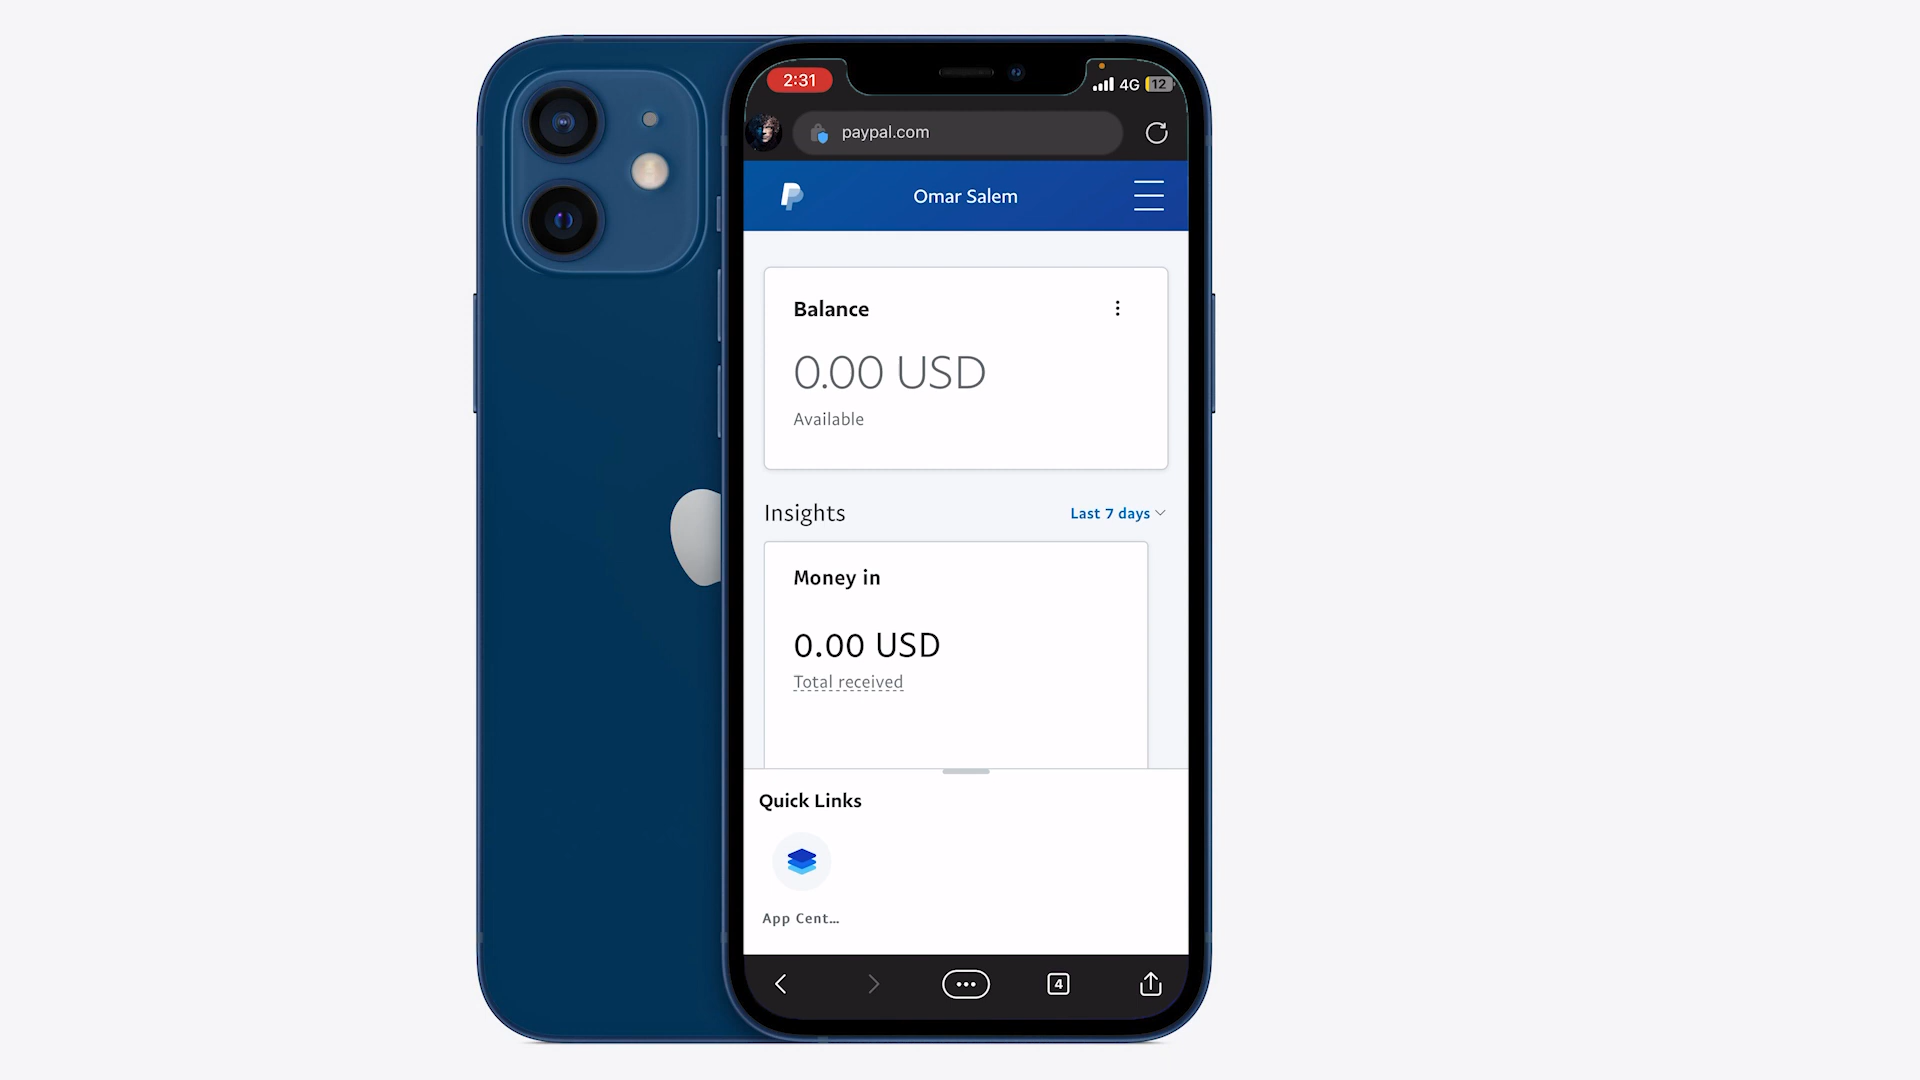 2:31
4G
12
paypal.com
Omar Salem
Balance
0.00 USD
Available
Insights
Last 7 days
Money in
0.00 USD
Total received
Quick Links
App Cent...
4